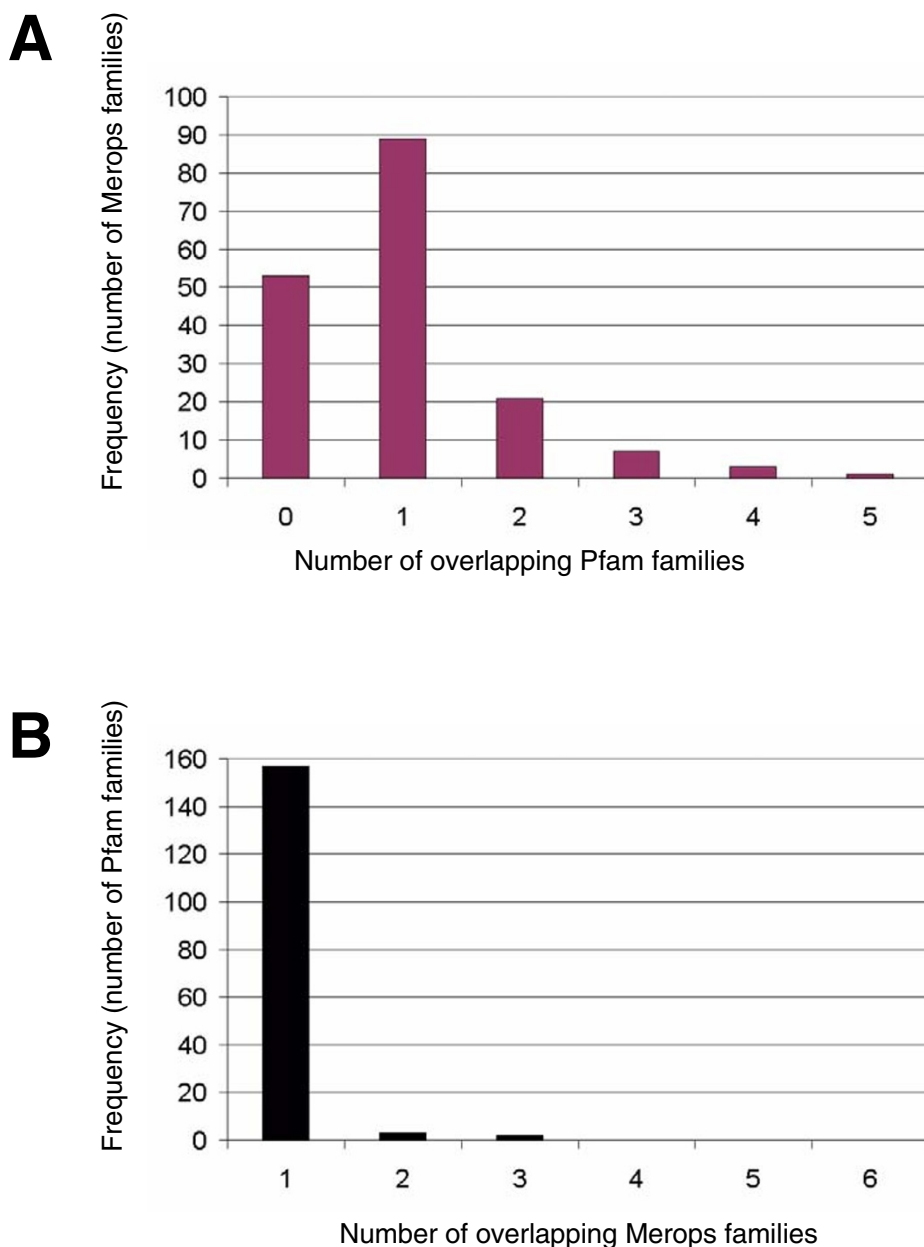 A
Frequency (number of Merops families)
100
90
80
70
60
50
40
30
20
10
0
0 1 2 3 4 5
Number of overlapping Pfam families
B
Frequency (number of Pfam families)
160
140
120
100
80
60
40
20
0
1 2 3 4 5 6
Number of overlapping Merops families